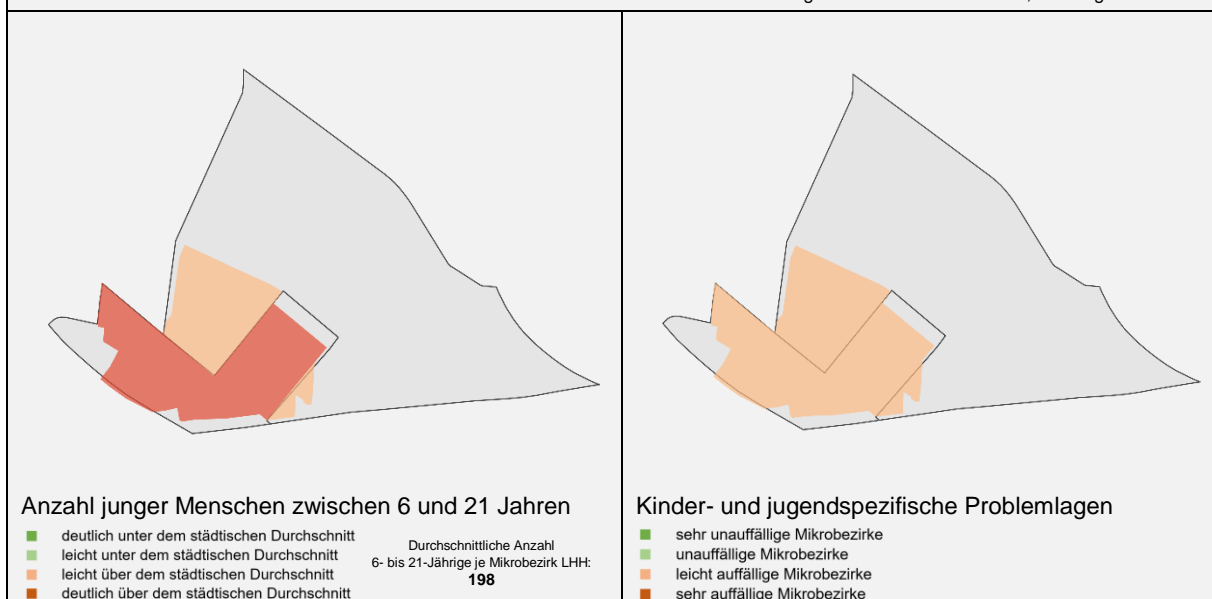 Anzahl junger Menschen zwischen 6 und 21 Jahren
deutlich unter dem städtischen Durchschnitt
leicht unter dem städtischen Durchschnitt
leicht über dem städtischen Durchschnitt
deutlich über dem städtischen Durchschnitt
Durchschnittliche Anzahl
6- bis 21-Jährige je Mikrobezirk LHH:
198
Kinder- und jugendspezifische Problemlagen
sehr unauffällige Mikrobezirke
unauffällige Mikrobezirke
leicht auffällige Mikrobezirke
sehr auffällige Mikrobezirke